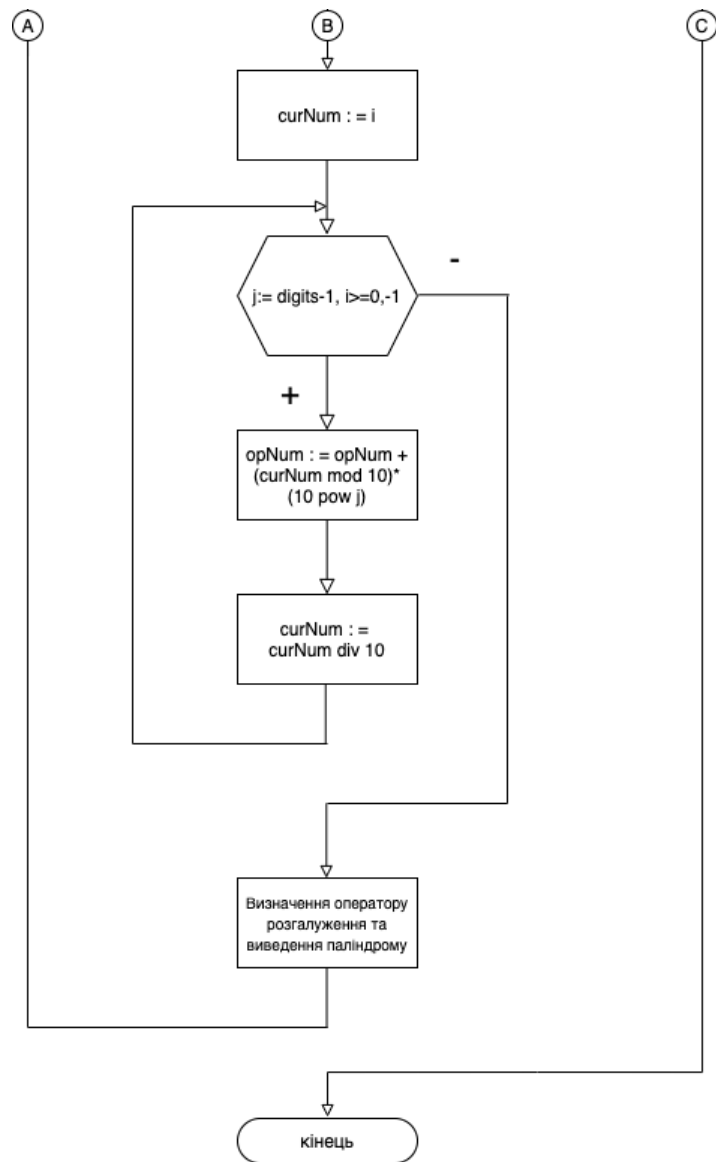 A
B
C
curNum : = i
-
j:= digits-1, i>=0,-1
+
opNum : = opNum +
(curNum mod 10)*
(10 pow j)
curNum : =
curNum div 10
Визначення оператору
розгалуження та
виведення паліндрому
кінець